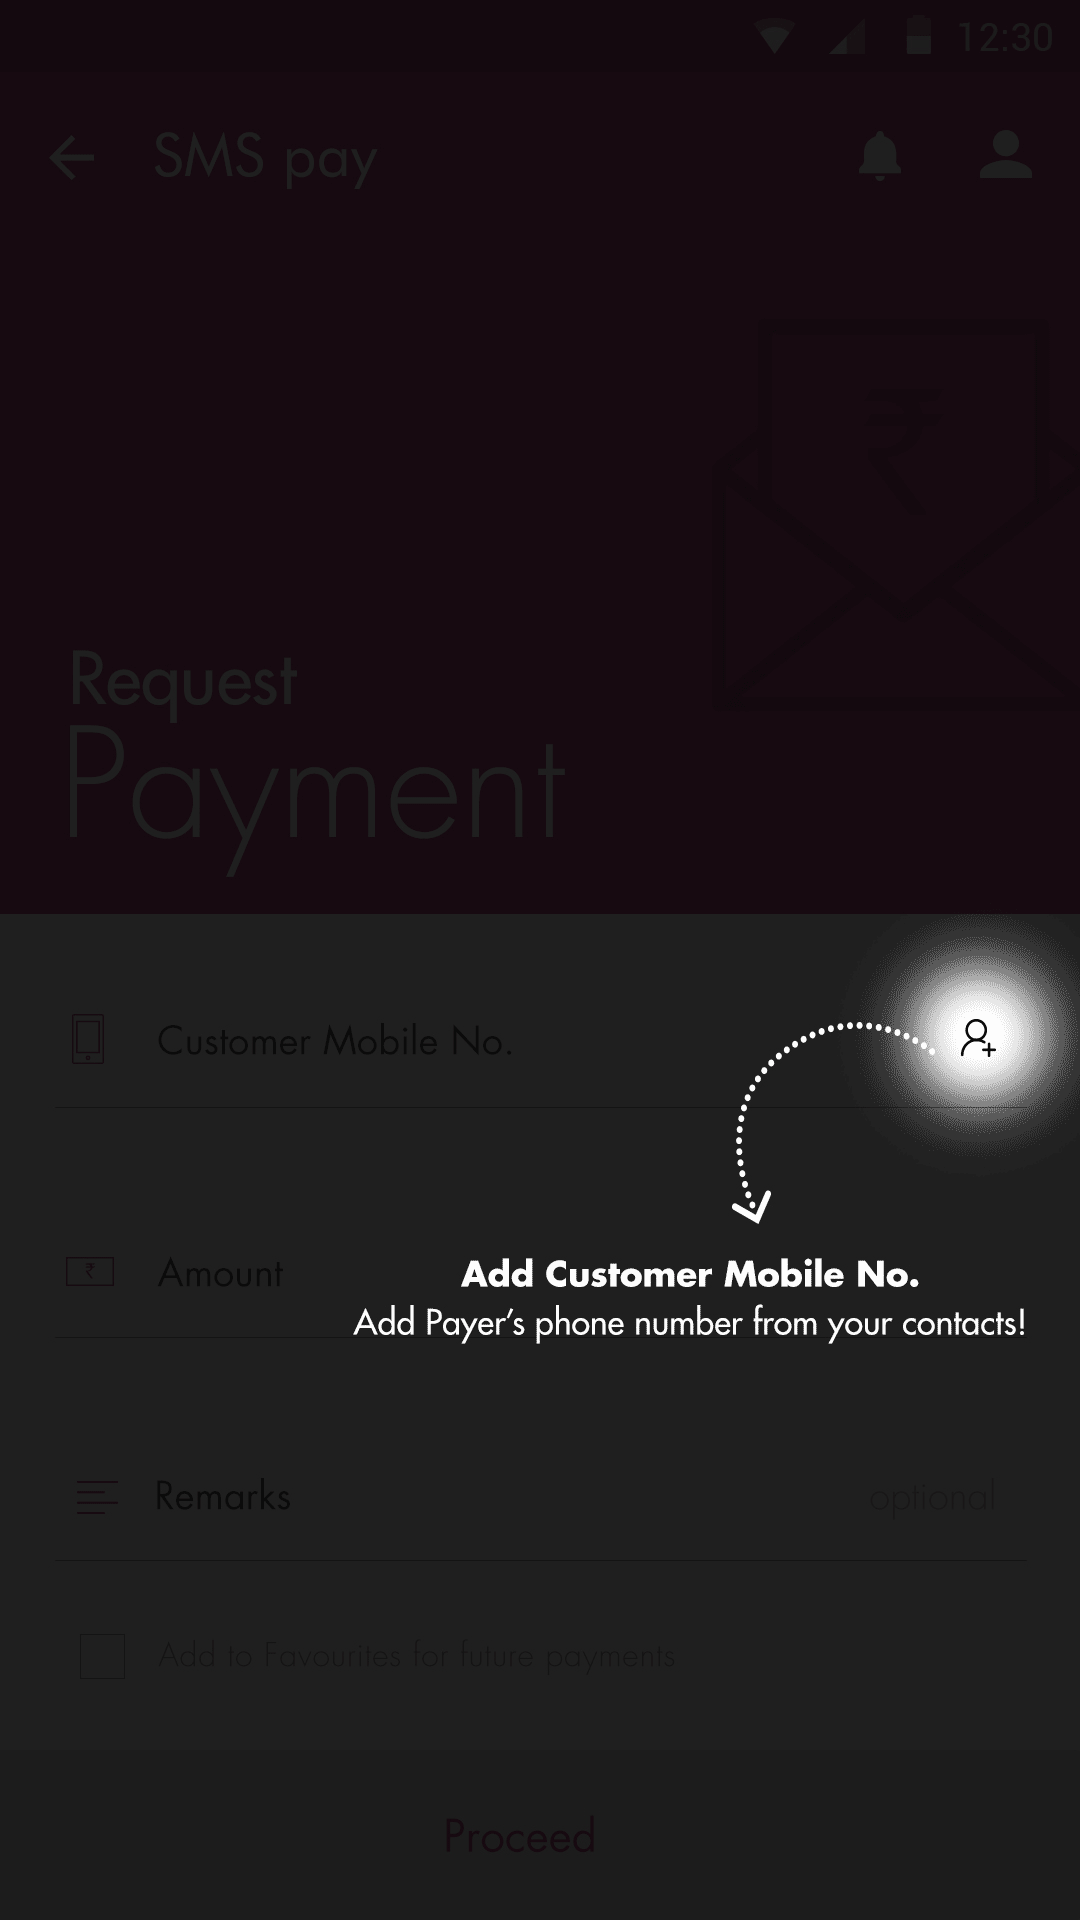 12:30
SMS pay
₹
Request
Payment
Customer Mobile No.
₹
Amount
Add Customer Mobile No.
Add Payer’s phone number from your contacts!
Remarks
optional
Add to Favourites for future payments
Proceed